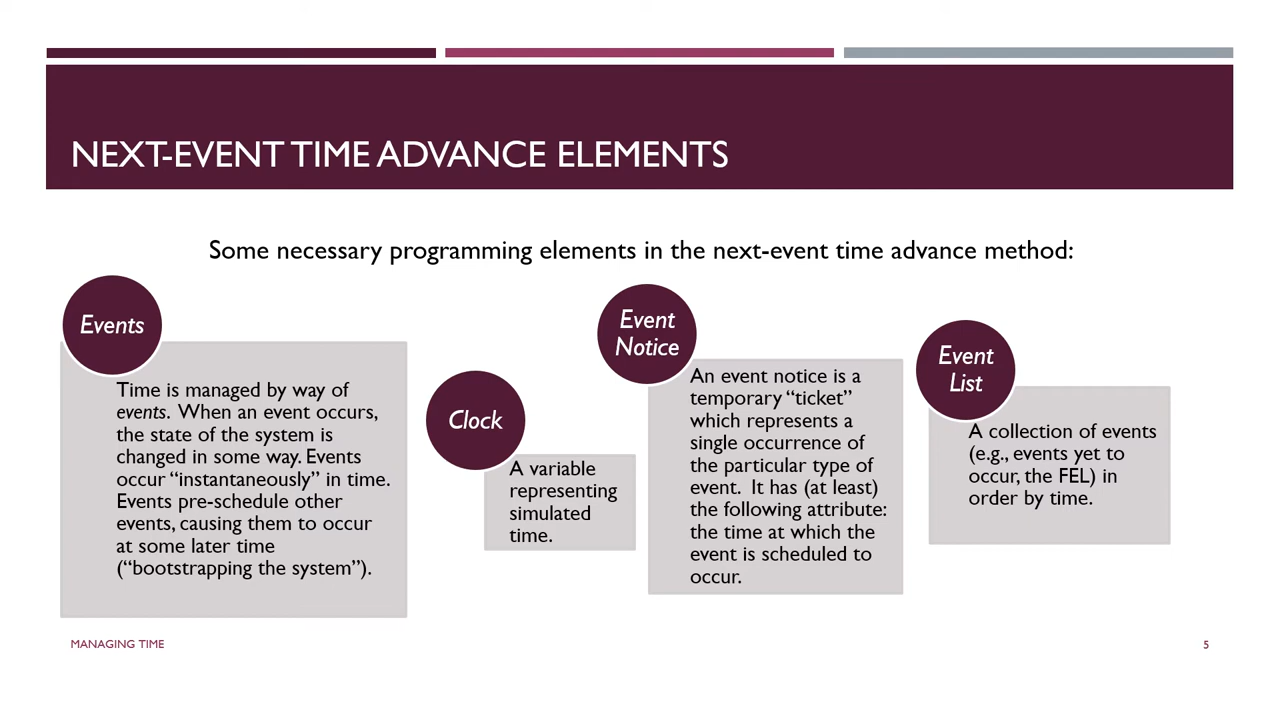 NEXT-EVENT TIME ADVANCE ELEMENTS
Some necessary programming elements in the next-event time advance method:
Events
Time is managed by way of
events. When an event occurs,
the state of the system is
changed in some way. Events
occur “instantaneously” in time.
Events pre-schedule other
events, causing them to occur
at some later time
(“bootstrapping the system”).
Clock
A variable
representing
simulated
time.
Event
Notice
An event notice is a
temporary “ticket”
which represents a
single occurrence of
the particular type of
event. It has (at least)
the following attribute:
the time at which the
event is scheduled to
occur.
Event
List
A collection of events
(e.g., events yet to
occur, the FEL) in
order by time.
MANAGING TIME
5